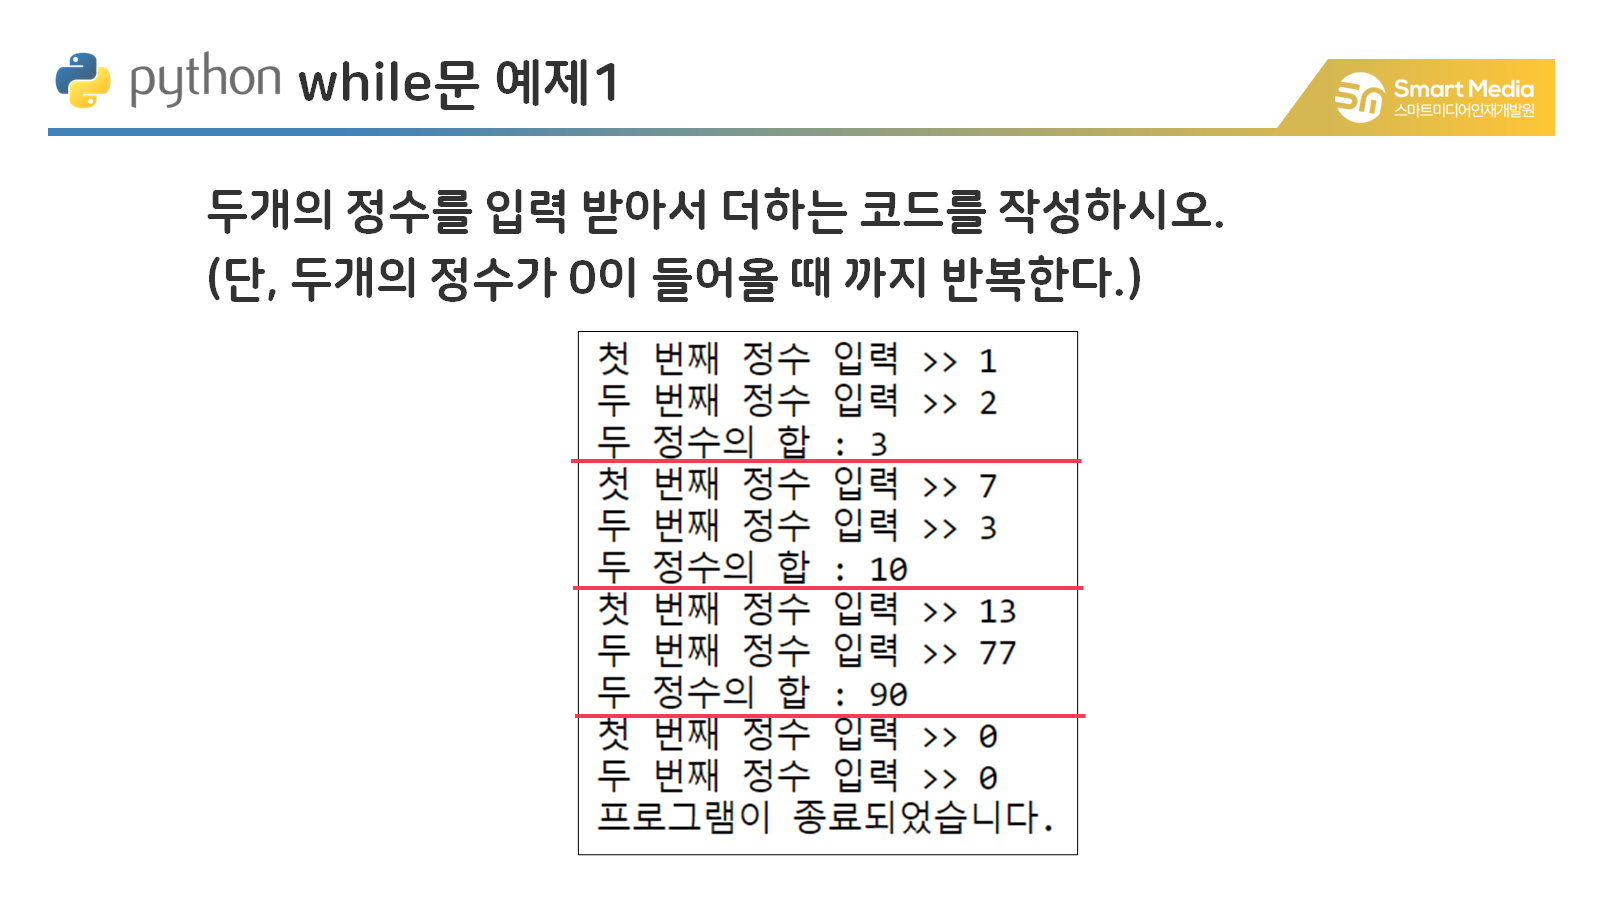 python while문 예제1
Smart Media
스마트미디어인재개발원
두개의 정수를 입력 받아서 더하는 코드를 작성하시오.
(단, 두개의 정수가 0이 들어올 때 까지 반복한다.)
첫 번째 정수 입력 >> 1
두 번째 정수 입력 >> 2
두 정수의 합 : 3
첫 번째 정수 입력 >> 7
두 번째 정수 입력 >> 3
두 정수의 합 : 10
첫 번째 정수 입력 >> 13
두 번째 정수 입력 >> 77
두 정수의 합 : 90
첫 번째 정수 입력 >> 0
두 번째 정수 입력 >> 0
프로그램이 종료되었습니다.